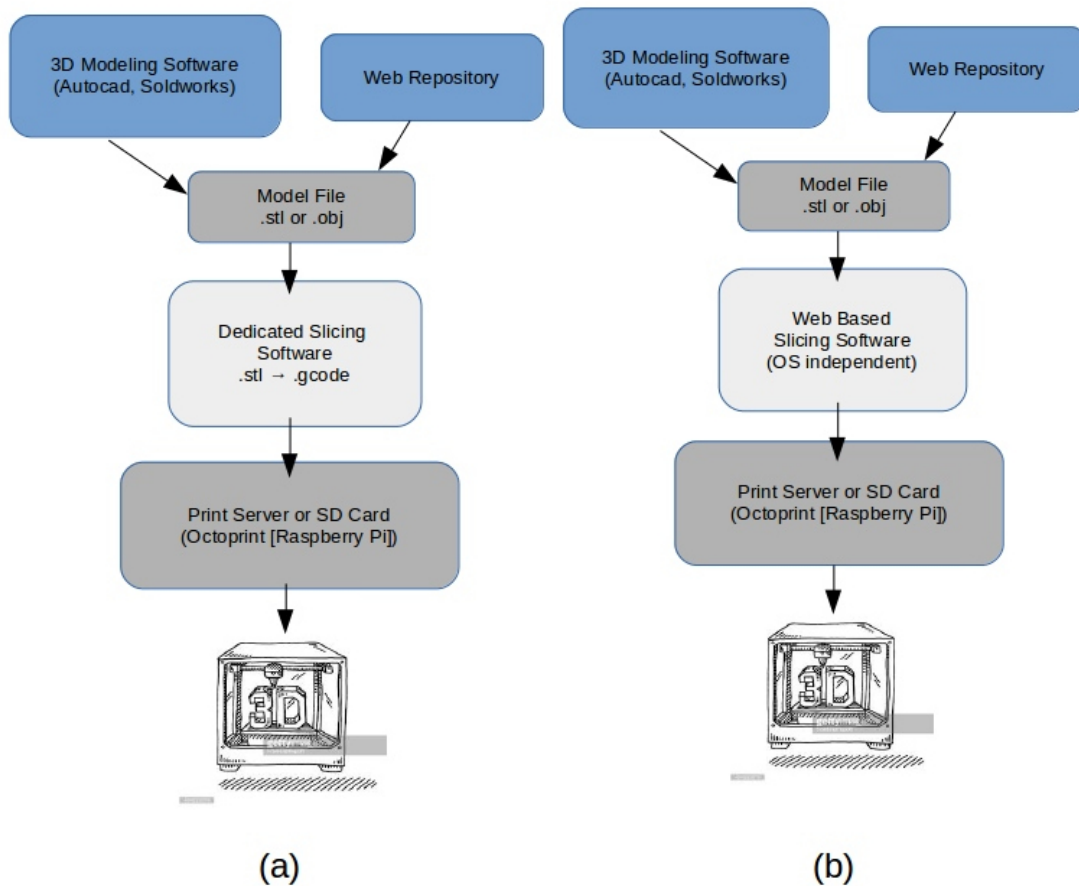 3D Modeling Software
(Autocad, Soldworks)
Web Repository
Model File
.stl or .obj
Dedicated Slicing
Software
.stl → .gcode
Print Server or SD Card
(Octoprint [Raspberry Pi])
3D
(a)
3D Modeling Software
(Autocad, Soldworks)
Web Repository
Model File
.stl or .obj
Web Based
Slicing Software
(OS independent)
Print Server or SD Card
(Octoprint [Raspberry Pi])
3D
(b)